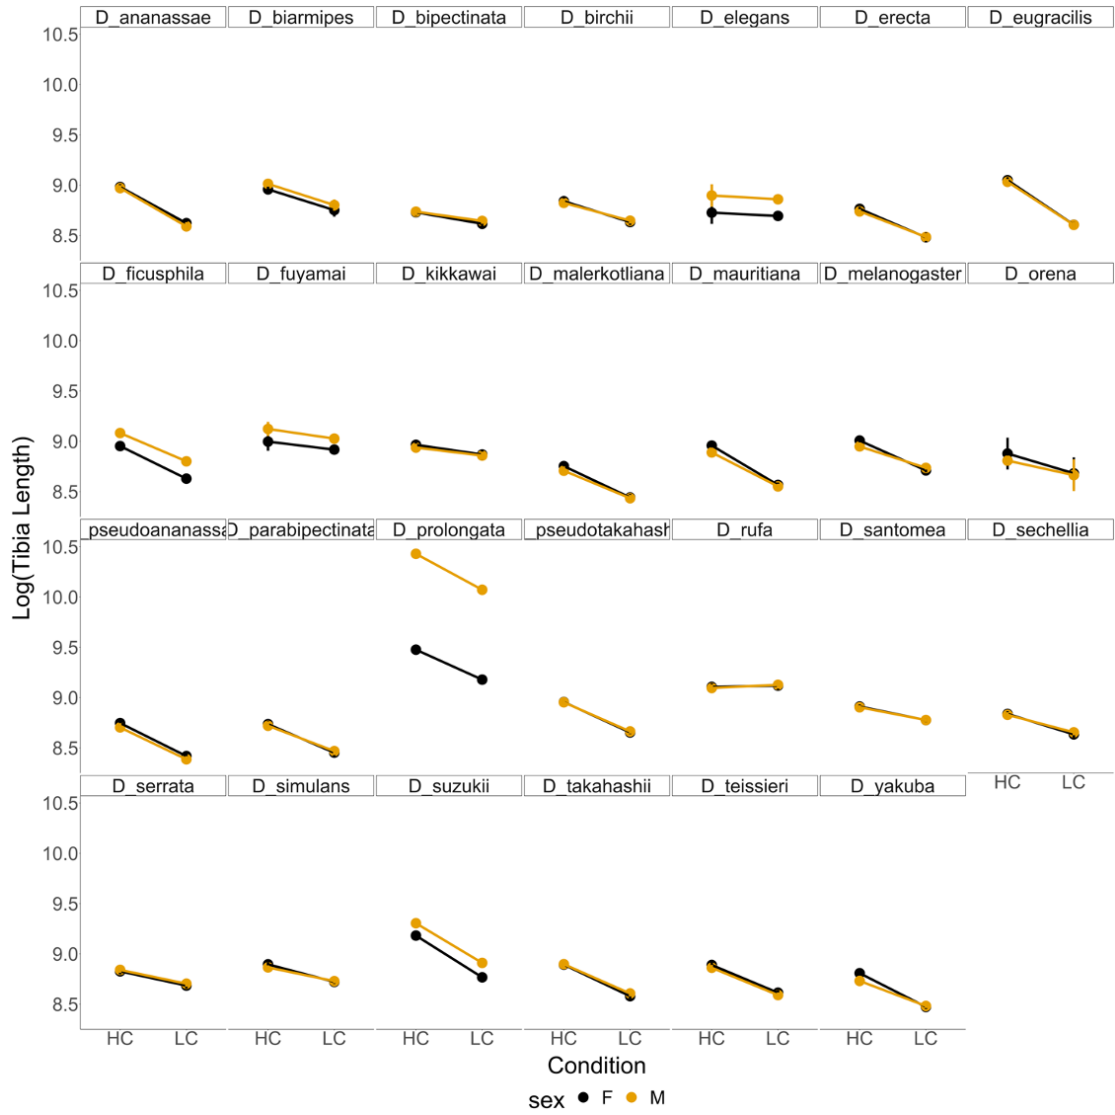 D_ananassae D_biarmipes D_bipectinata D_birchii D_elegans D_erecta D_eugracilis
10.5
10.0
9.5
9.0
8.5
D_ficusphila D_fuyamai D_kikkawai D_malerkotliana D_mauritiana D_melanogaster D_orena
10.5
10.0
9.5
9.0
8.5
_pseudoananassa D_parabipectinata D_prolongata _pseudotakahash D_rufa D_santomea D_sechellia
10.5
10.0
9.5
9.0
8.5
HC LC
D_serrata D_simulans D_suzukii D_takahashii D_teissieri D_yakuba
10.5
10.0
9.5
9.0
8.5
HC LC HC LC HC LC HC LC HC LC HC LC
Log(Tibia Length)
Condition
sex F M